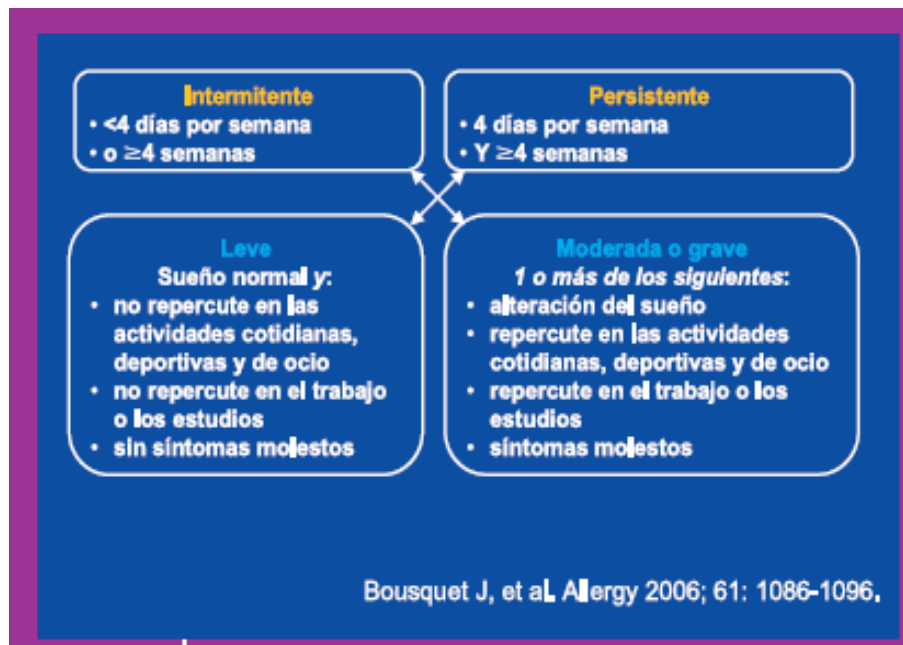 Intermitente
• <4 días por semana
• o ≥4 semanas
Persistente
• 4 días por semana
• Y ≥4 semanas
Leve
Sueño normal y:
• no repercute en las
actividades cotidianas,
deportivas y de ocio
• no repercute en el trabajo
o los estudios
• sin síntomas molestos
Moderada o grave
1 o más de los siguientes:
• alteración del sueño
• repercute en las actividades
cotidianas, deportivas y de ocio
• repercute en el trabajo o los
estudios
• síntomas molestos
Bousquet J, et al. Allergy 2006; 61: 1086-1096.